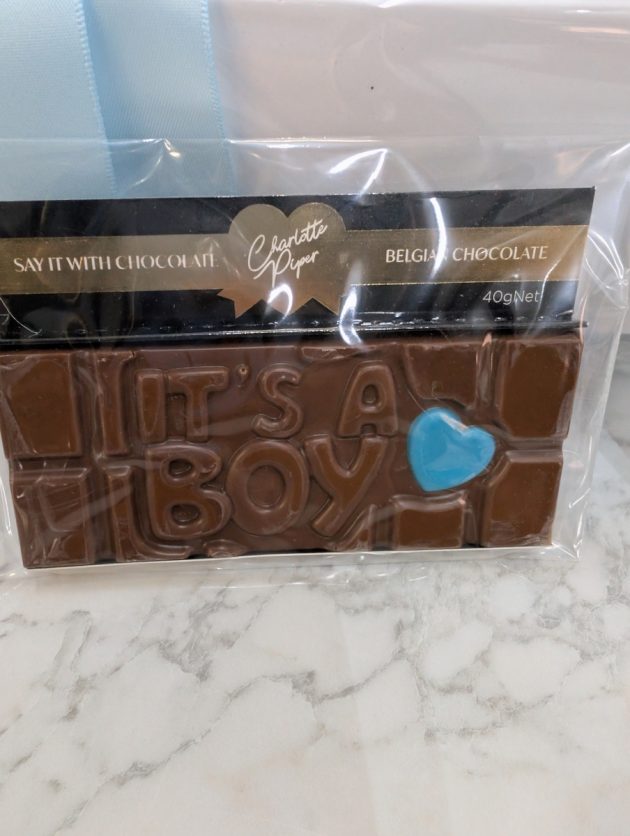 SAY IT WITH CHOCOLATE
Charlotte
Piper
BELGIAN CHOCOLATE
40gNet
IT'S A
BOY